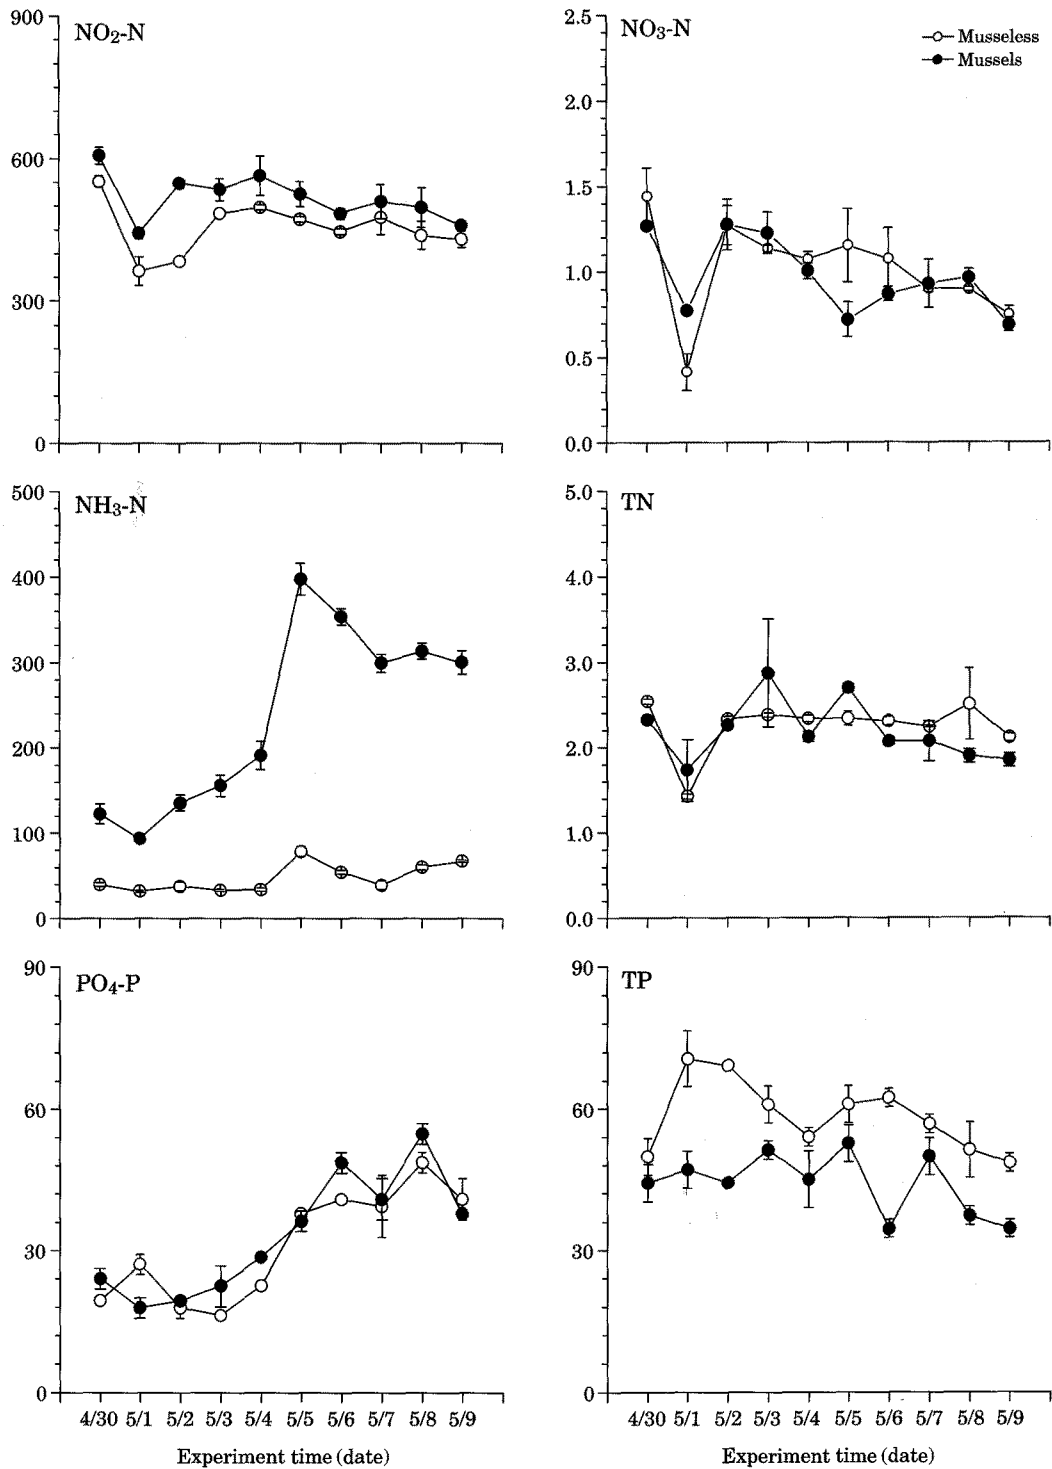 NO2-N
900
600
300
0
NO3-N
Musseless
Mussels
2.5
2.0
1.5
1.0
0.5
0.0
NH3-N
500
400
300
200
100
0
TN
5.0
4.0
3.0
2.0
1.0
0.0
PO4-P
90
60
30
0
4/30 5/1 5/2 5/3 5/4 5/5 5/6 5/7 5/8 5/9
Experiment time (date)
TP
90
60
30
0
4/30 5/1 5/2 5/3 5/4 5/5 5/6 5/7 5/8 5/9
Experiment time (date)